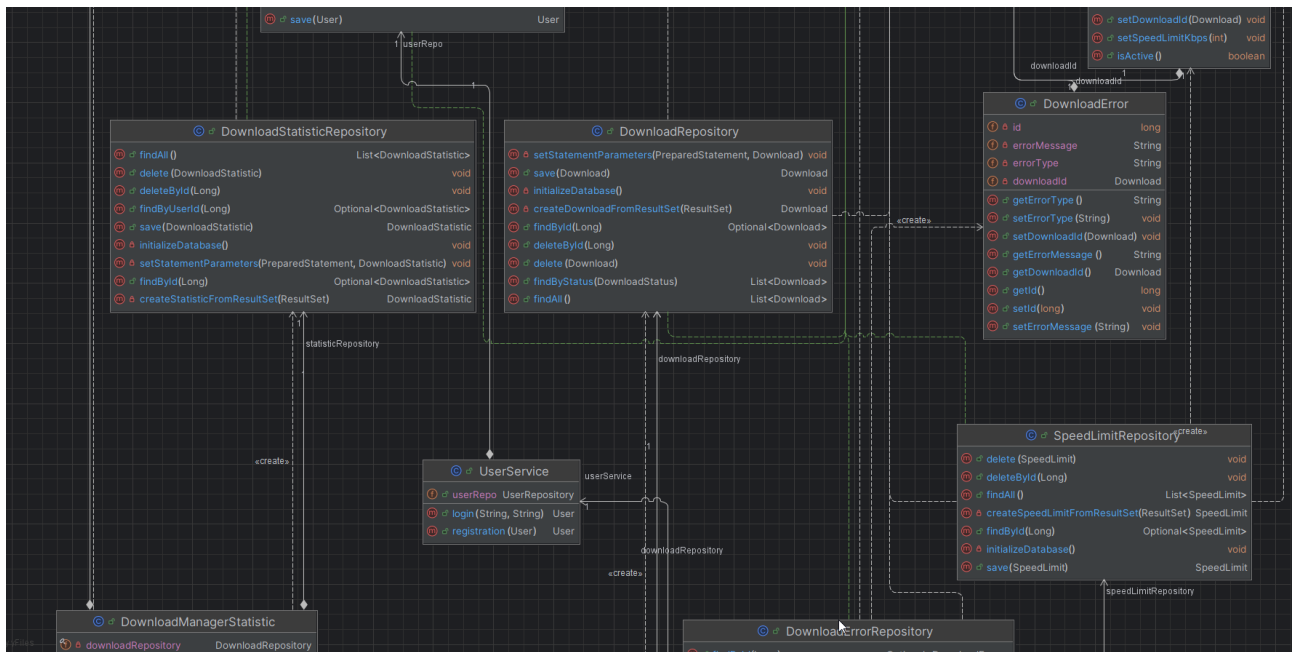 save(User) User
1 userRepo
1
setDownloadId(Download) void
setSpeedLimitKbps(int) void
isActive() boolean
downloadId
1
downloadId
1
DownloadStatisticRepository
findAll() List<DownloadStatistic>
delete(DownloadStatistic) void
deleteById(Long) void
findByUserId(Long) Optional<DownloadStatistic>
save(DownloadStatistic) DownloadStatistic
initializeDatabase() void
setStatementParameters(PreparedStatement, DownloadStatistic) void
findById(Long) Optional<DownloadStatistic>
createStatisticFromResultSet(ResultSet) DownloadStatistic
DownloadRepository
setStatementParameters(PreparedStatement, Download) void
save(Download) Download
initializeDatabase() void
createDownloadFromResultSet(ResultSet) Download
findById(Long) Optional<Download>
deleteById(Long) void
delete(Download) void
findByStatus(DownloadStatus) List<Download>
findAll() List<Download>
DownloadError
id long
errorMessage String
errorType String
downloadId Download
getErrorType() String
setErrorType(String) void
setDownloadId(Download) void
getErrorMessage() String
getDownloadId() Download
getId() long
setId(long) void
setErrorMessage(String) void
«create»
1
statisticRepository
downloadRepository
1
«create»
UserService
userRepo UserRepository
login(String, String) User
registration(User) User
userService
1
downloadRepository
«create»
SpeedLimitRepository
«create»
delete(SpeedLimit) void
deleteById(Long) void
findAll() List<SpeedLimit>
createSpeedLimitFromResultSet(ResultSet) SpeedLimit
findById(Long) Optional<SpeedLimit>
initializeDatabase() void
save(SpeedLimit) SpeedLimit
speedLimitRepository
DownloadManagerStatistic
downloadRepository DownloadRepository
DownloadErrorRepository